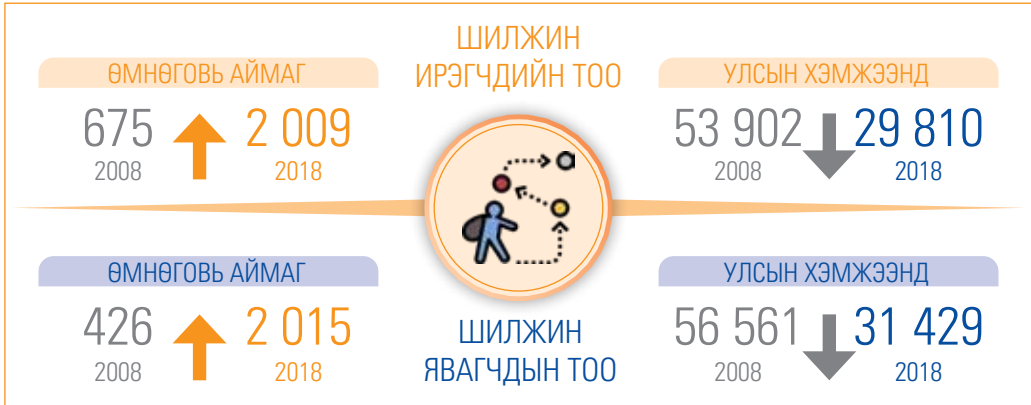 ШИЛЖИН
ИРЭГЧДИЙН ТОО
ӨМНӨГОВЬ АЙМАГ
675 2 009
2008 2018
УЛСЫН ХЭМЖЭЭНД
53 902 29 810
2008 2018
ӨМНӨГОВЬ АЙМАГ
426 2 015
2008 2018
ШИЛЖИН
ЯВАГЧДЫН ТОО
УЛСЫН ХЭМЖЭЭНД
56 561 31 429
2008 2018